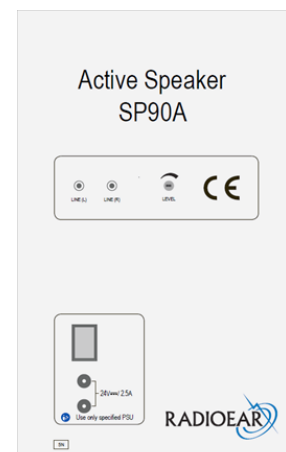 Active Speaker
SP90A
LINE (L) LINE (R) LEVEL CE
24V⎓/ 2.5A
Use only specified PSU
RADIOEAR
SN